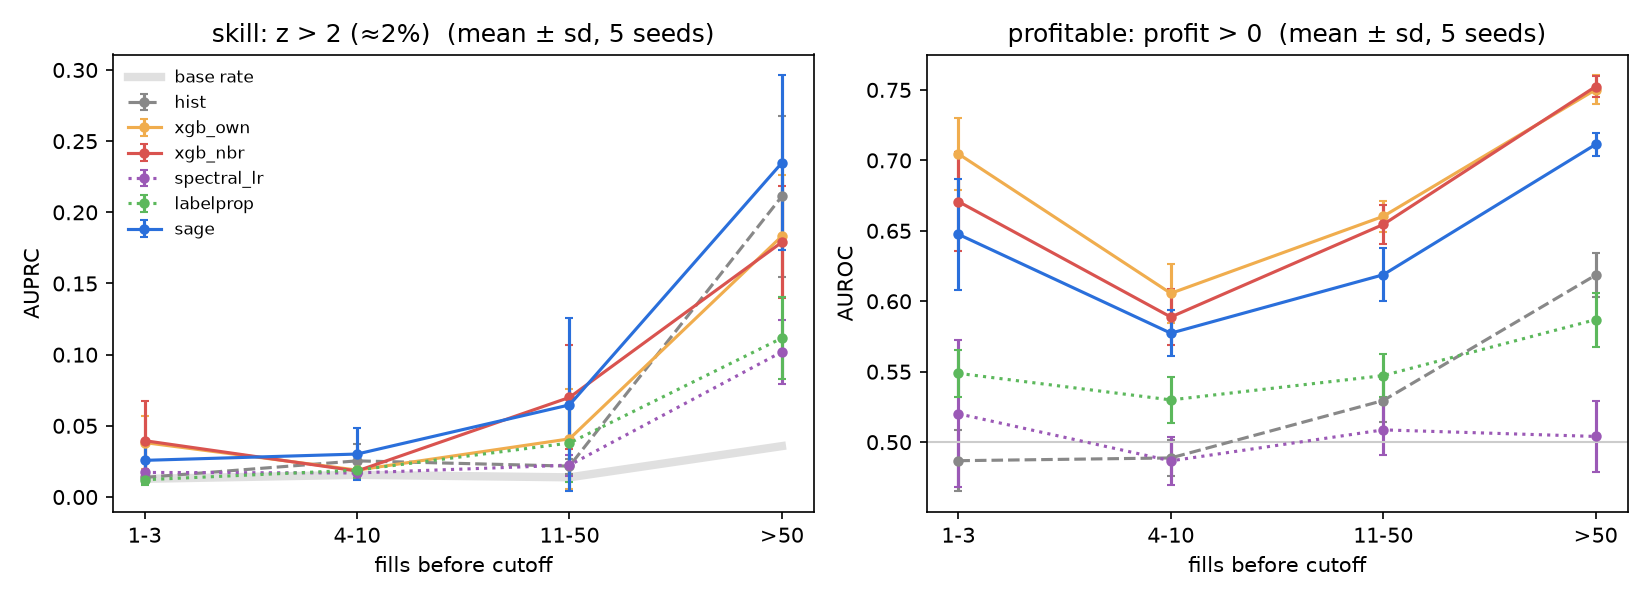 skill: z > 2 (≈2%)  (mean ± sd, 5 seeds)
AUPRC
0.30
0.25
0.20
0.15
0.10
0.05
0.00
base rate
hist
xgb_own
xgb_nbr
spectral_lr
labelprop
sage
1-3
4-10
11-50
>50
fills before cutoff
profitable: profit > 0  (mean ± sd, 5 seeds)
AUROC
0.75
0.70
0.65
0.60
0.55
0.50
1-3
4-10
11-50
>50
fills before cutoff